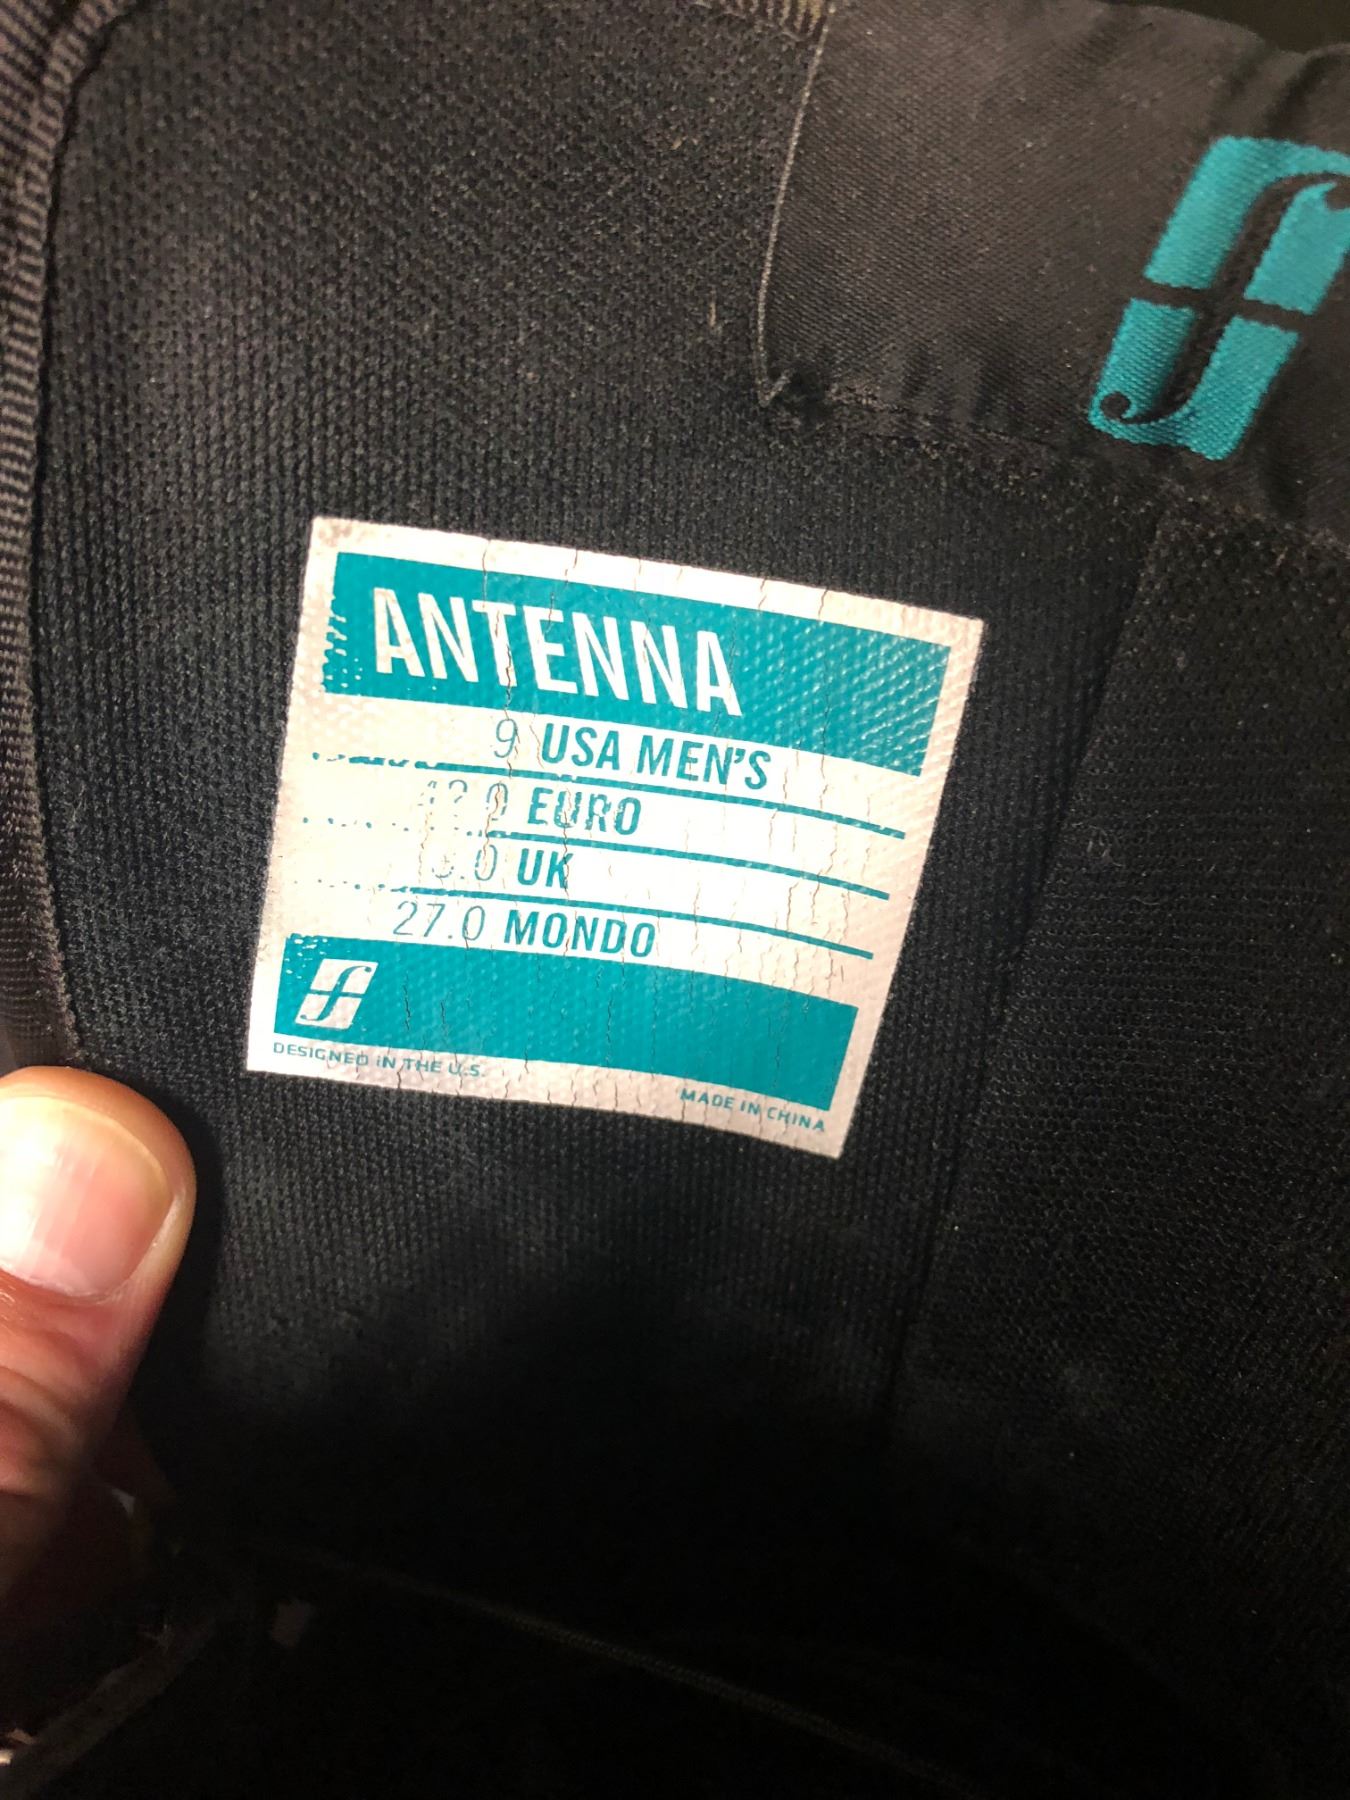 ANTENNA
9 USA MEN'S
EURO
UK
27.0 MONDO
DESIGNED IN THE U.S.
MADE IN CHINA